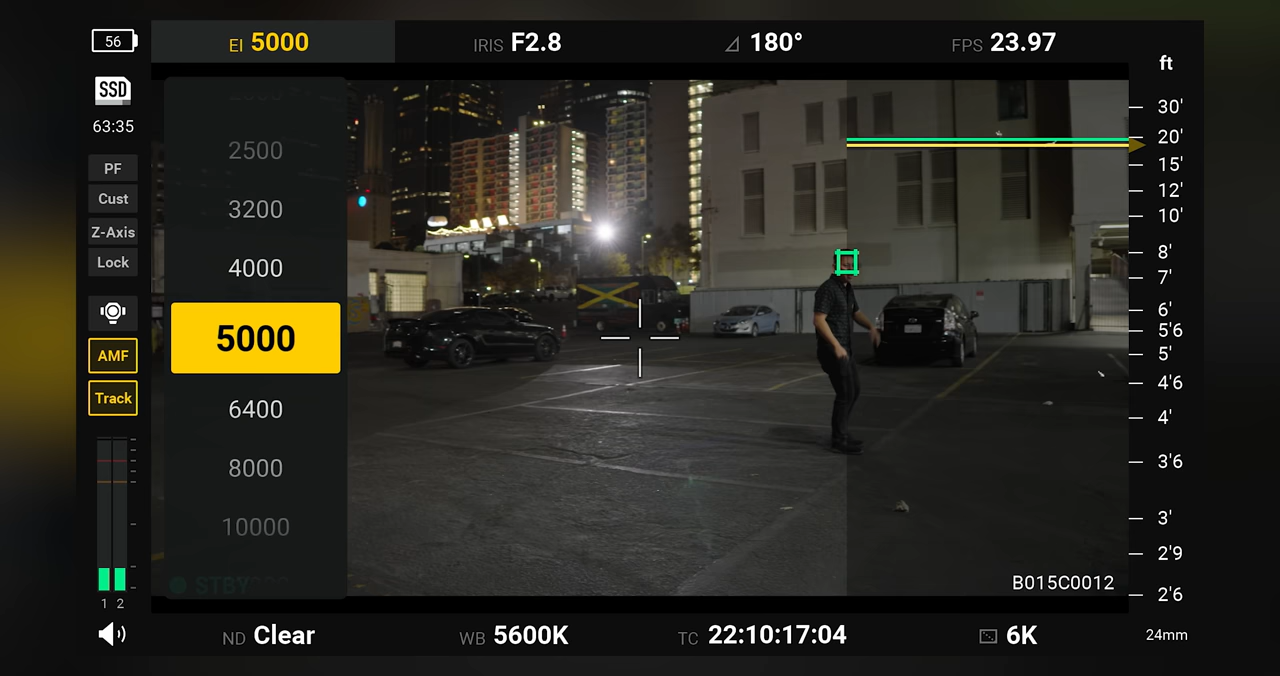 56
EI 5000
IRIS F2.8
180°
FPS 23.97
SSD
63:35
PF
Cust
Z-Axis
Lock
AMF
Track
1 2
2500
3200
4000
5000
6400
8000
10000
STBY
ft
30'
20'
15'
12'
10'
8'
7'
6'
5'6
5'
4'6
4'
3'6
3'
2'9
2'6
B015C0012
ND Clear
WB 5600K
TC 22:10:17:04
6K
24mm